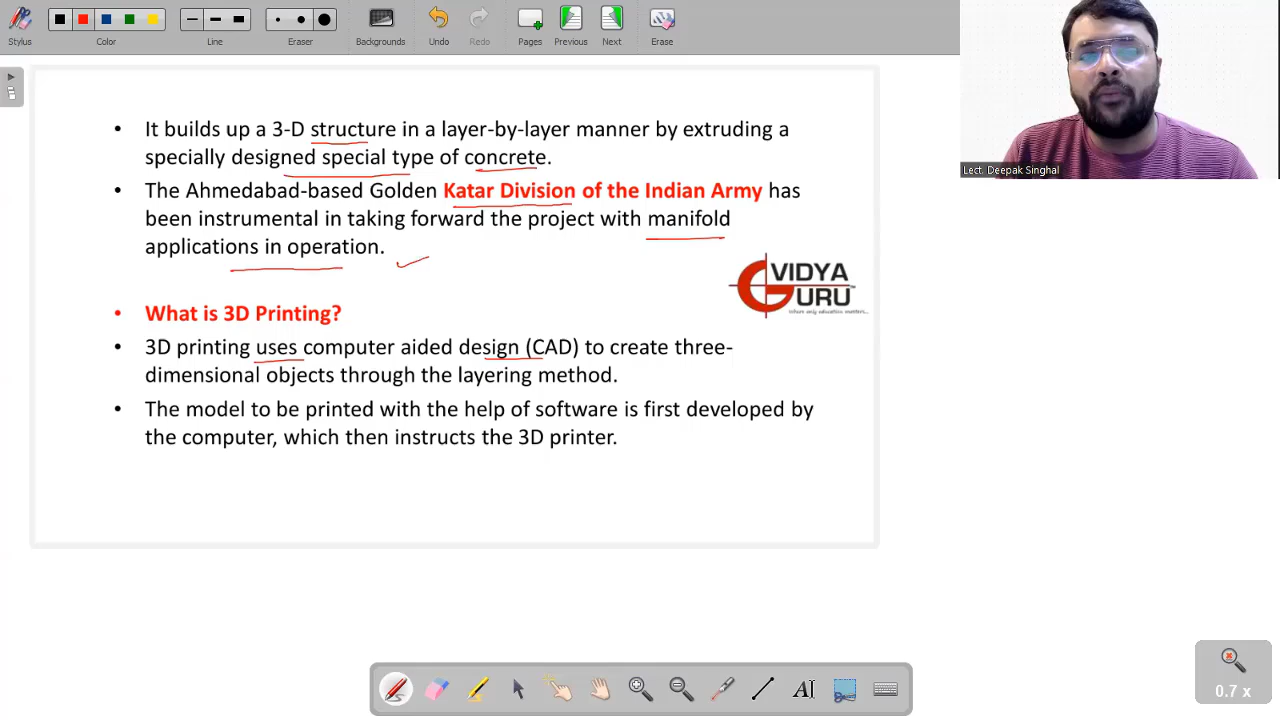 Stylus
Color
Line
Eraser
Backgrounds
Undo
Redo
Pages
Previous
Next
Erase
Lect. Deepak Singhal
• It builds up a 3-D structure in a layer-by-layer manner by extruding a
specially designed special type of concrete.
• The Ahmedabad-based Golden Katar Division of the Indian Army has
been instrumental in taking forward the project with manifold
applications in operation.
VIDYA
GURU
Where only education matters...
• What is 3D Printing?
• 3D printing uses computer aided design (CAD) to create three-
dimensional objects through the layering method.
• The model to be printed with the help of software is first developed by
the computer, which then instructs the 3D printer.
0.7 x